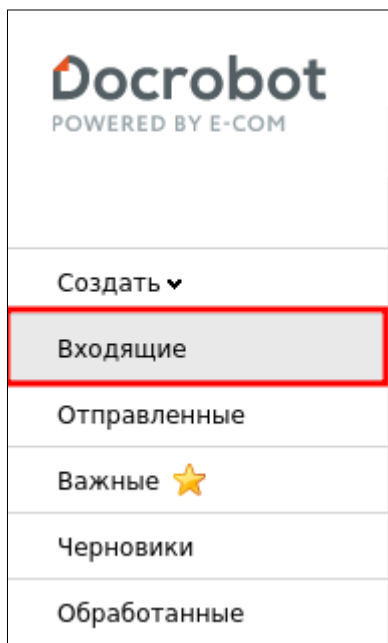 Docrobot
POWERED BY E-COM
Создать
Входящие
Отправленные
Важные
Черновики
Обработанные